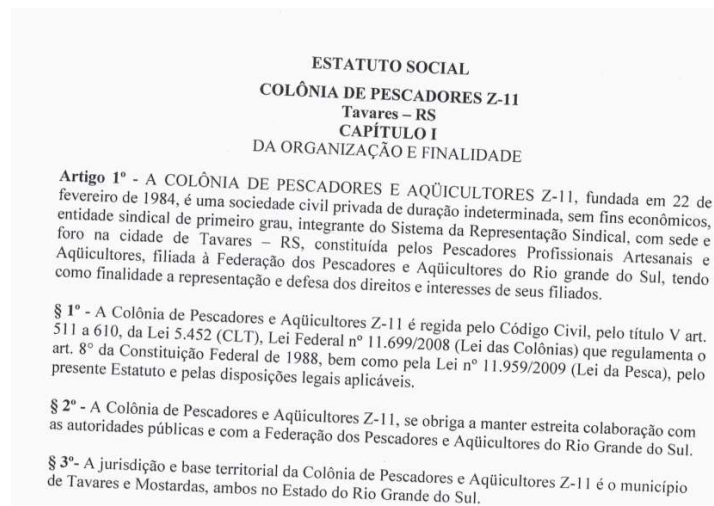 ESTATUTO SOCIAL
COLÔNIA DE PESCADORES Z-11
Tavares – RS
CAPÍTULO I
DA ORGANIZAÇÃO E FINALIDADE
Artigo 1º - A COLÔNIA DE PESCADORES E AQÜICULTORES Z-11, fundada em 22 de
fevereiro de 1984, é uma sociedade civil privada de duração indeterminada, sem fins econômicos,
entidade sindical de primeiro grau, integrante do Sistema da Representação Sindical, com sede e
foro na cidade de Tavares – RS, constituída pelos Pescadores Profissionais Artesanais e
Aqüicultores, filiada à Federação dos Pescadores e Aqüicultores do Rio grande do Sul, tendo
como finalidade a representação e defesa dos direitos e interesses de seus filiados.
§ 1º - A Colônia de Pescadores e Aqüicultores Z-11 é regida pelo Código Civil, pelo título V art.
511 a 610, da Lei 5.452 (CLT), Lei Federal nº 11.699/2008 (Lei das Colônias) que regulamenta o
art. 8° da Constituição Federal de 1988, bem como pela Lei nº 11.959/2009 (Lei da Pesca), pelo
presente Estatuto e pelas disposições legais aplicáveis.
§ 2º - A Colônia de Pescadores e Aqüicultores Z-11, se obriga a manter estreita colaboração com
as autoridades públicas e com a Federação dos Pescadores e Aqüicultores do Rio Grande do Sul.
§ 3º- A jurisdição e base territorial da Colônia de Pescadores e Aqüicultores Z-11 é o município
de Tavares e Mostardas, ambos no Estado do Rio Grande do Sul.